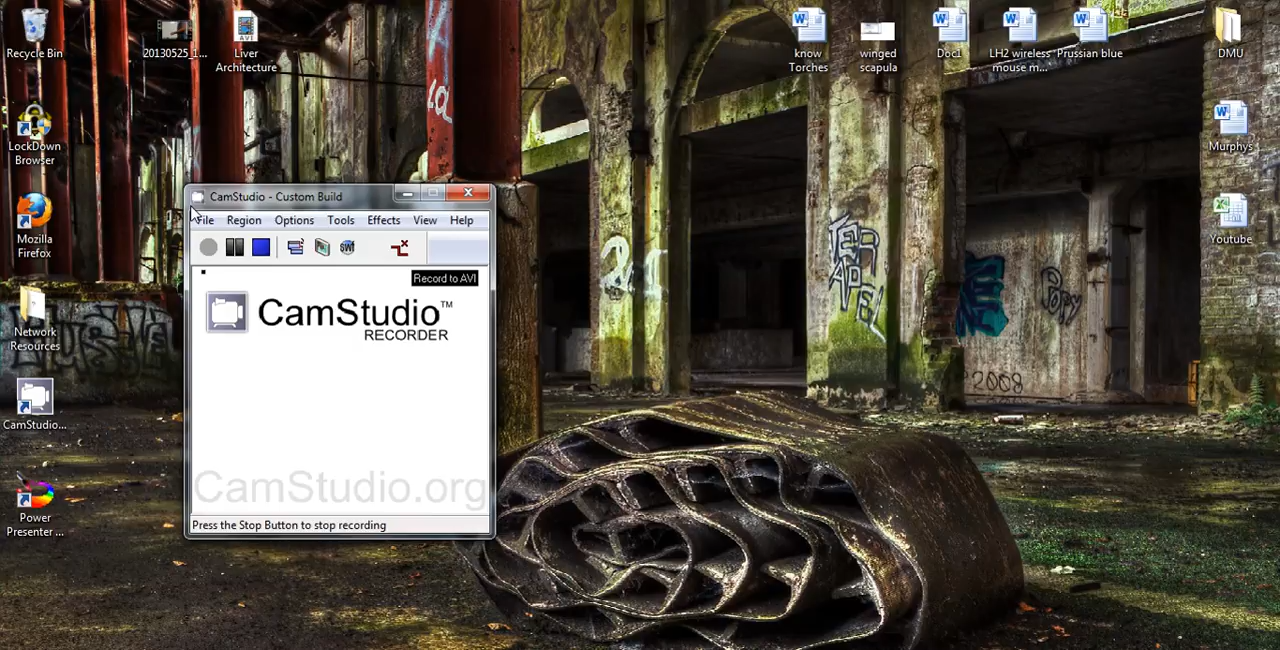 Recycle Bin
20130525_1...
Liver
Architecture
know
Torches
winged
scapula
Doc1
LH2 wireless
mouse m...
Prussian blue
DMU
LockDown
Browser
Murphys
Mozilla
Firefox
Youtube
Network
Resources
CamStudio...
Power
Presenter ...
CamStudio - Custom Build
File Region Options Tools Effects View Help
SWF
Record to AVI
CamStudio™
RECORDER
CamStudio.org
Press the Stop Button to stop recording
2008